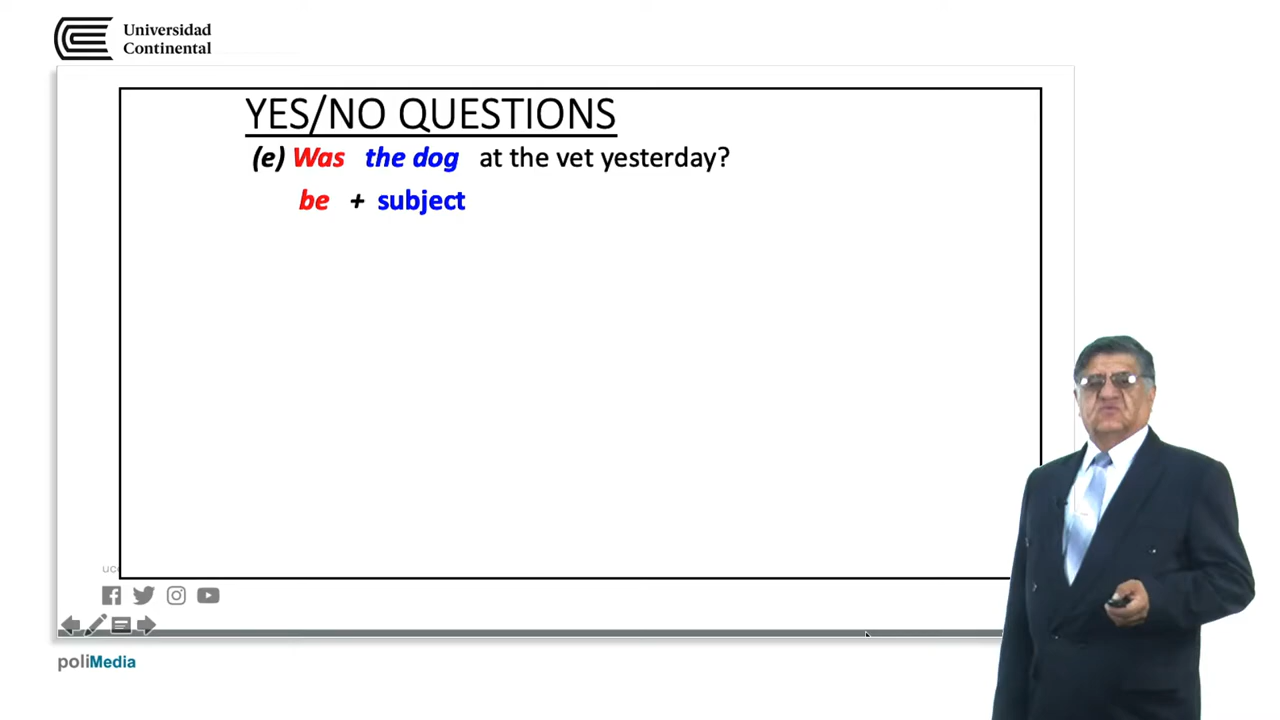 Universidad
Continental
YES/NO QUESTIONS
(e) Was the dog at the vet yesterday?
be + subject
poliMedia